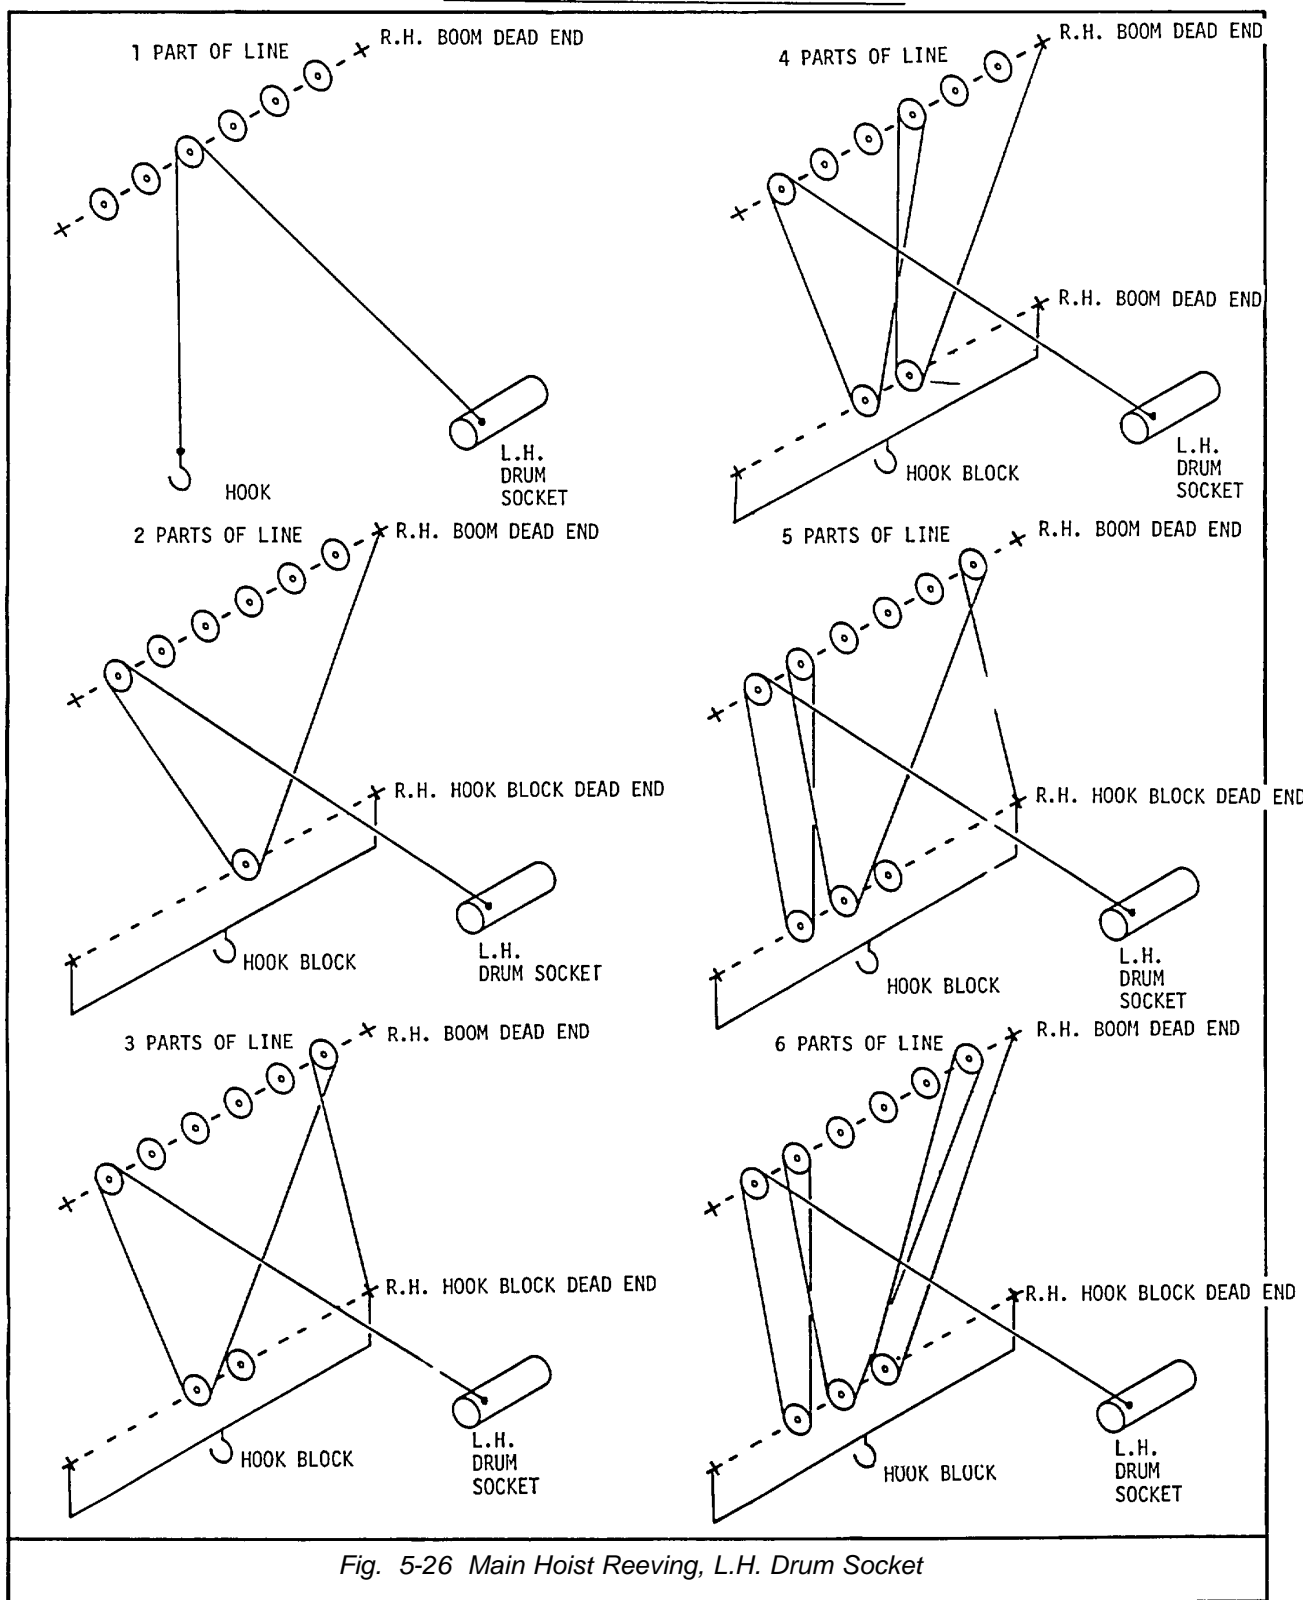 1 PART OF LINE
R.H. BOOM DEAD END
HOOK
L.H.
DRUM
SOCKET
2 PARTS OF LINE
R.H. BOOM DEAD END
R.H. HOOK BLOCK DEAD END
HOOK BLOCK
L.H.
DRUM SOCKET
3 PARTS OF LINE
R.H. BOOM DEAD END
R.H. HOOK BLOCK DEAD END
HOOK BLOCK
L.H.
DRUM
SOCKET
4 PARTS OF LINE
R.H. BOOM DEAD END
R.H. BOOM DEAD END
HOOK BLOCK
L.H.
DRUM
SOCKET
5 PARTS OF LINE
R.H. BOOM DEAD END
R.H. HOOK BLOCK DEAD END
HOOK BLOCK
L.H.
DRUM
SOCKET
6 PARTS OF LINE
R.H. BOOM DEAD END
R.H. HOOK BLOCK DEAD END
HOOK BLOCK
L.H.
DRUM
SOCKET
Fig. 5-26 Main Hoist Reeving, L.H. Drum Socket